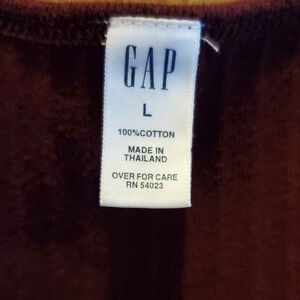 GAP
L
100%COTTON
MADE IN
THAILAND
OVER FOR CARE
RN 54023